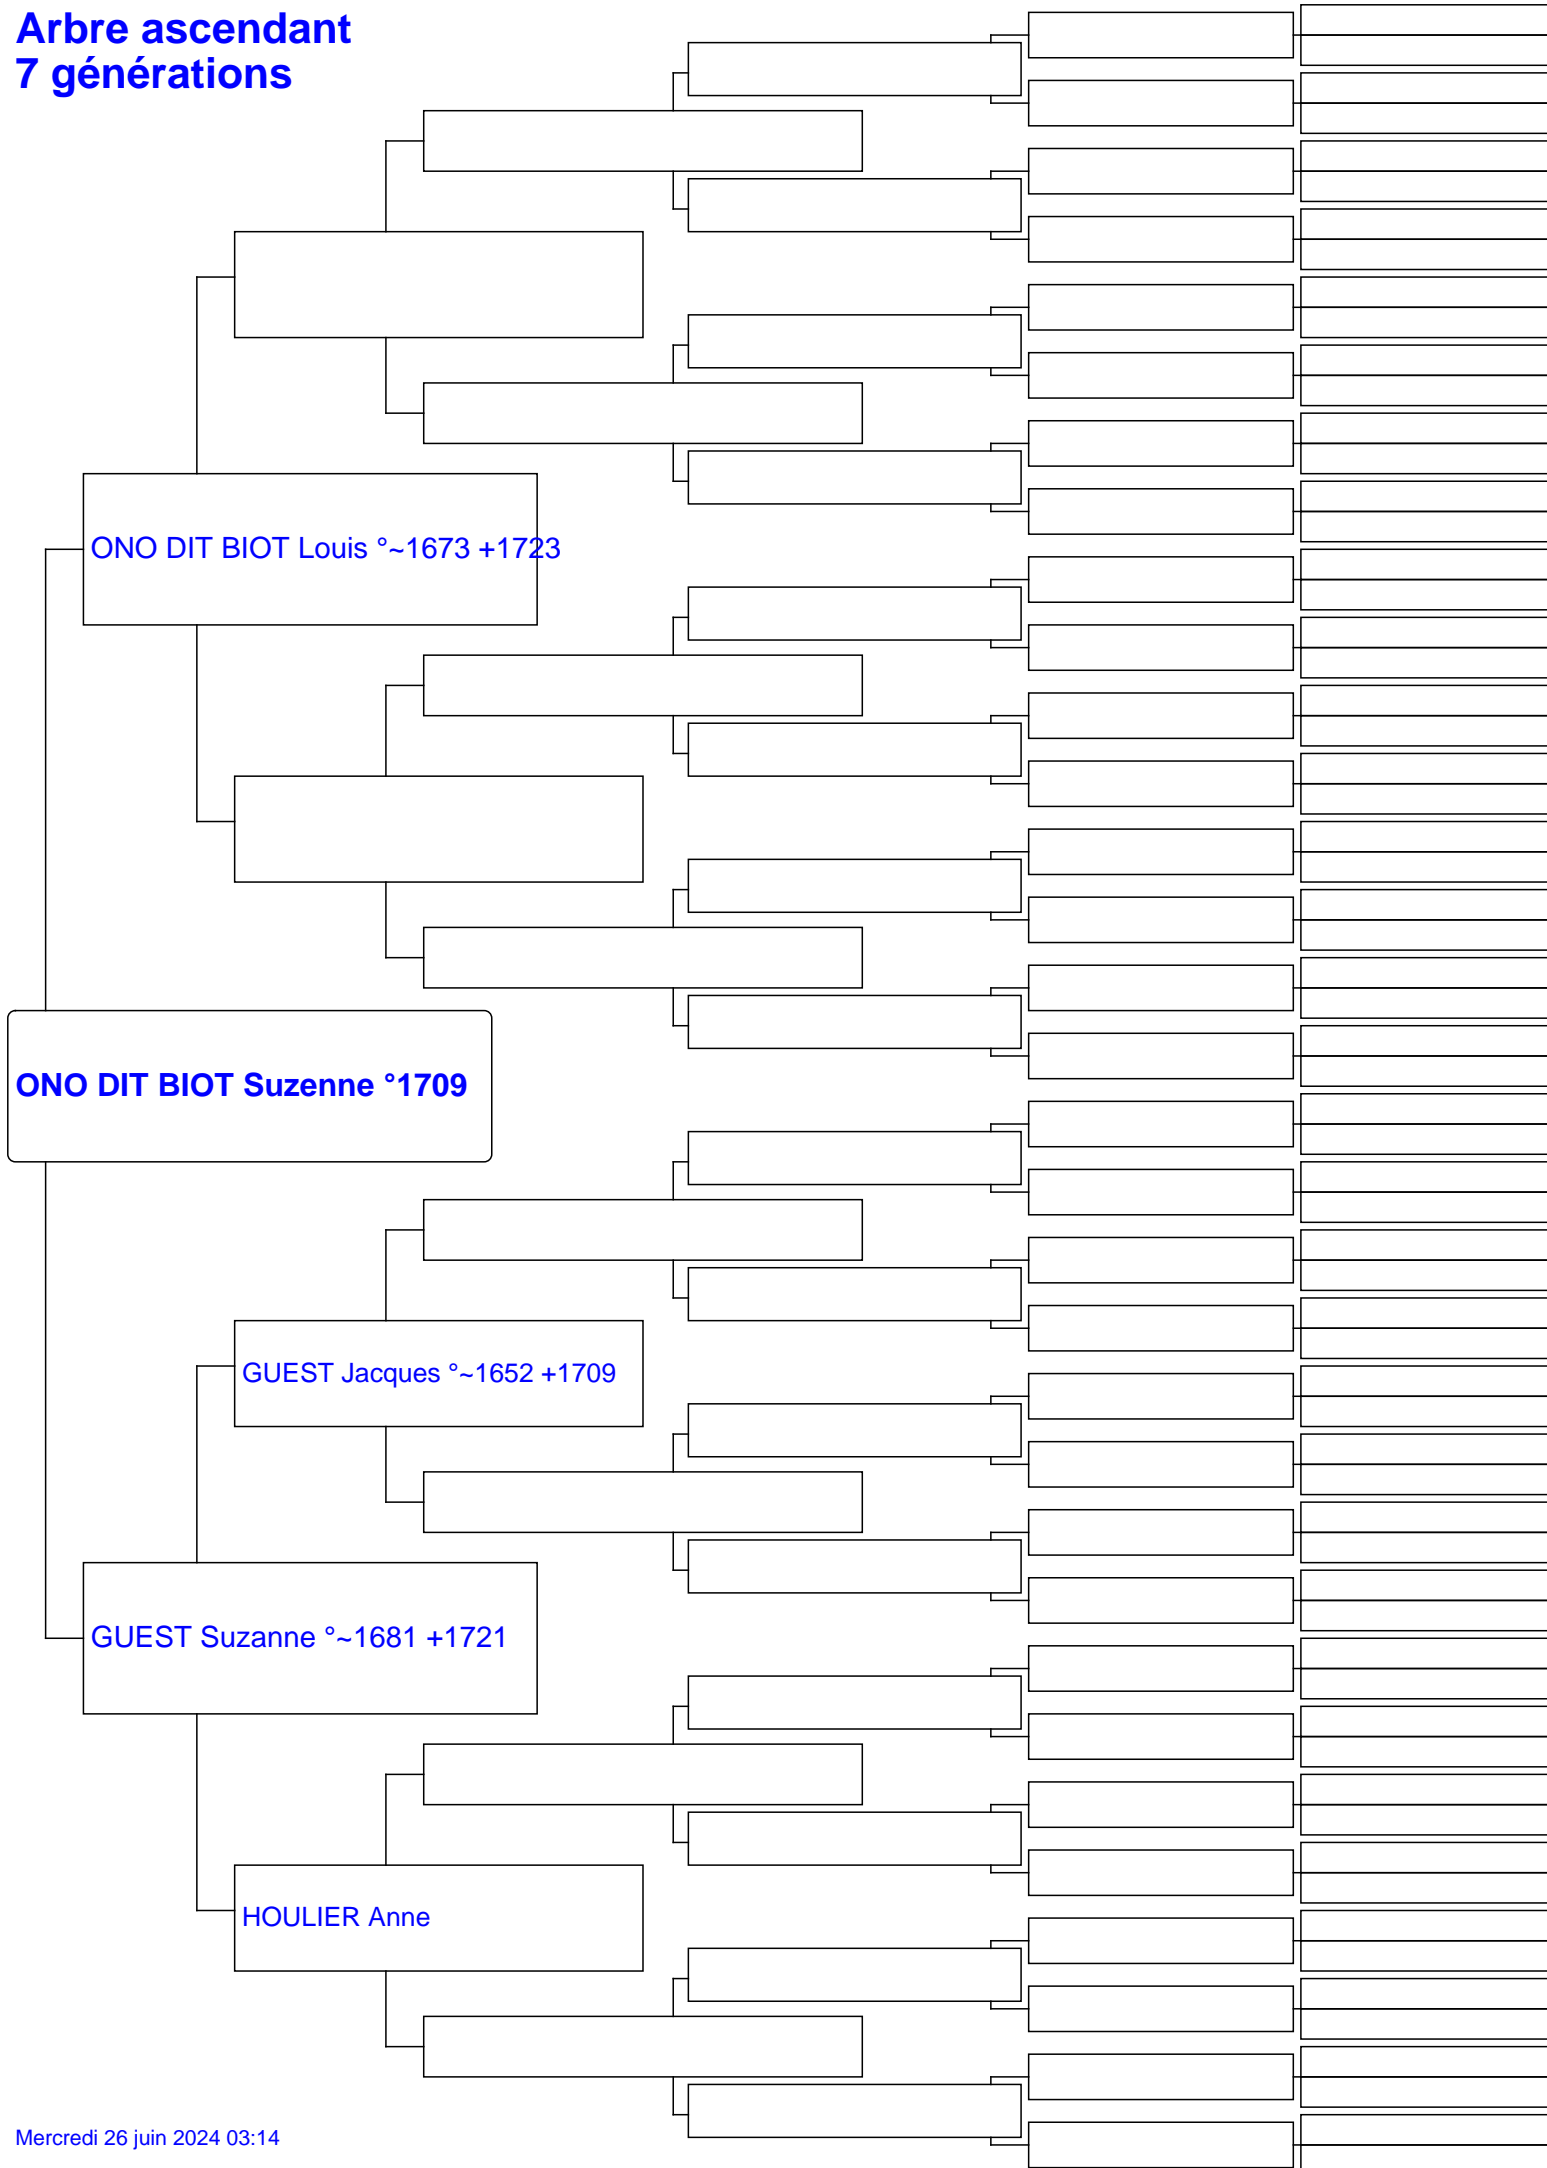 Arbre ascendant
7 générations
ONO DIT BIOT Louis °~1673 +1723
ONO DIT BIOT Suzenne °1709
GUEST Jacques °~1652 +1709
GUEST Suzanne °~1681 +1721
HOULIER Anne
Mercredi 26 juin 2024 03:14